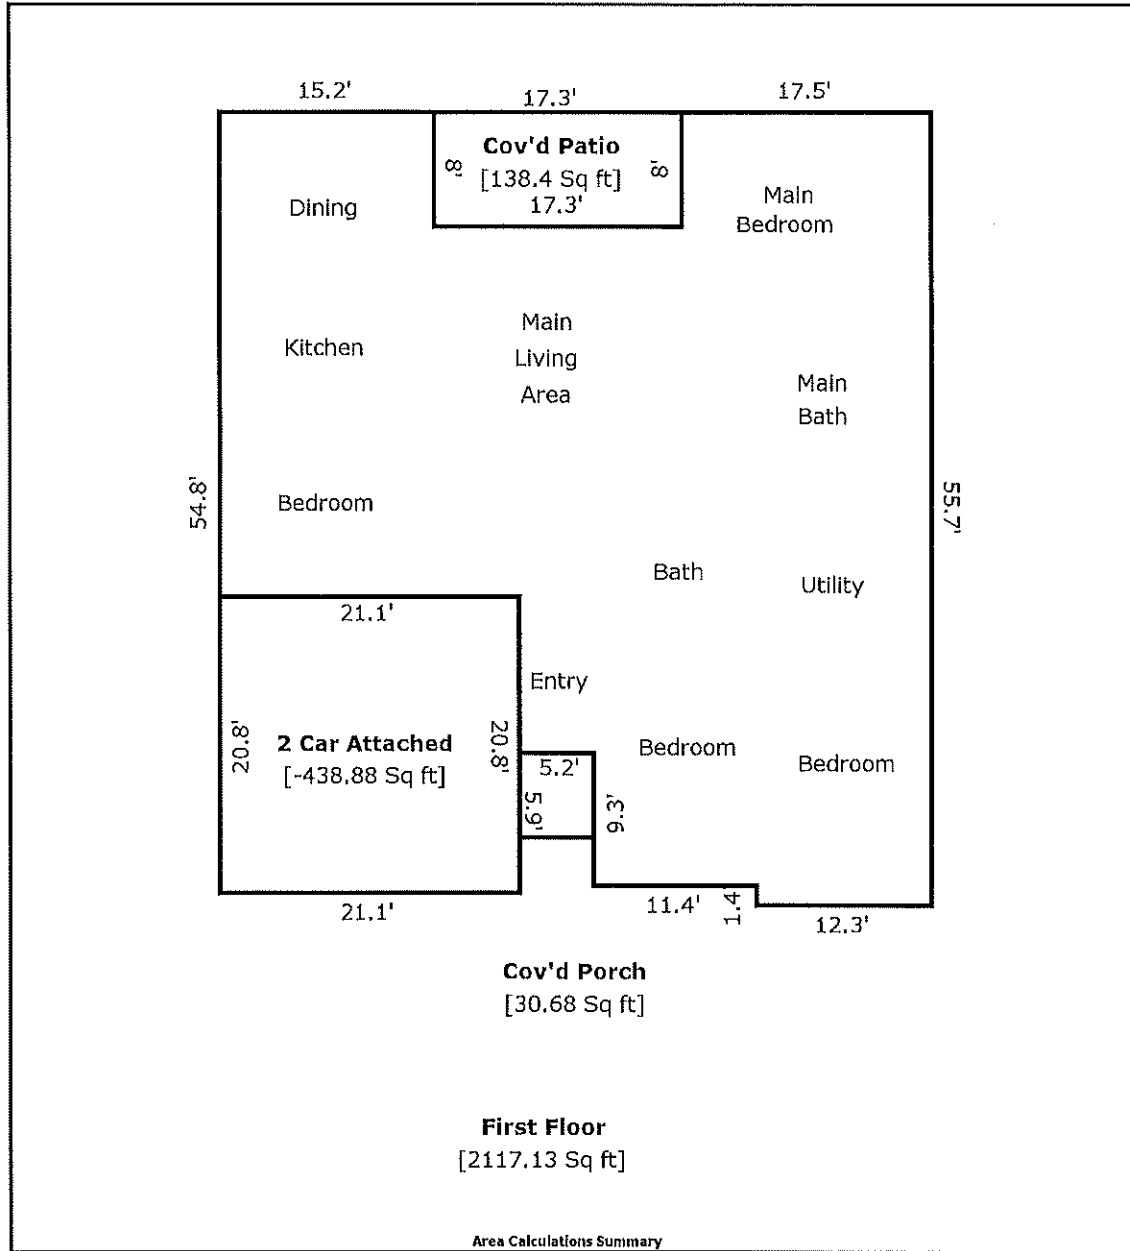 15.2'
17.3'
17.5'
Cov'd Patio
[138.4 Sq ft]
8'
8'
17.3'
Dining
Main
Bedroom
Main
Living
Area
Kitchen
Main
Bath
54.8'
55.7'
Bedroom
Bath
Utility
21.1'
Entry
20.8'
2 Car Attached
[-438.88 Sq ft]
20.8'
5.2'
5.9'
9.3'
Bedroom
Bedroom
21.1'
11.4'
1.4'
12.3'
Cov'd Porch
[30.68 Sq ft]
First Floor
[2117.13 Sq ft]
Area Calculations Summary